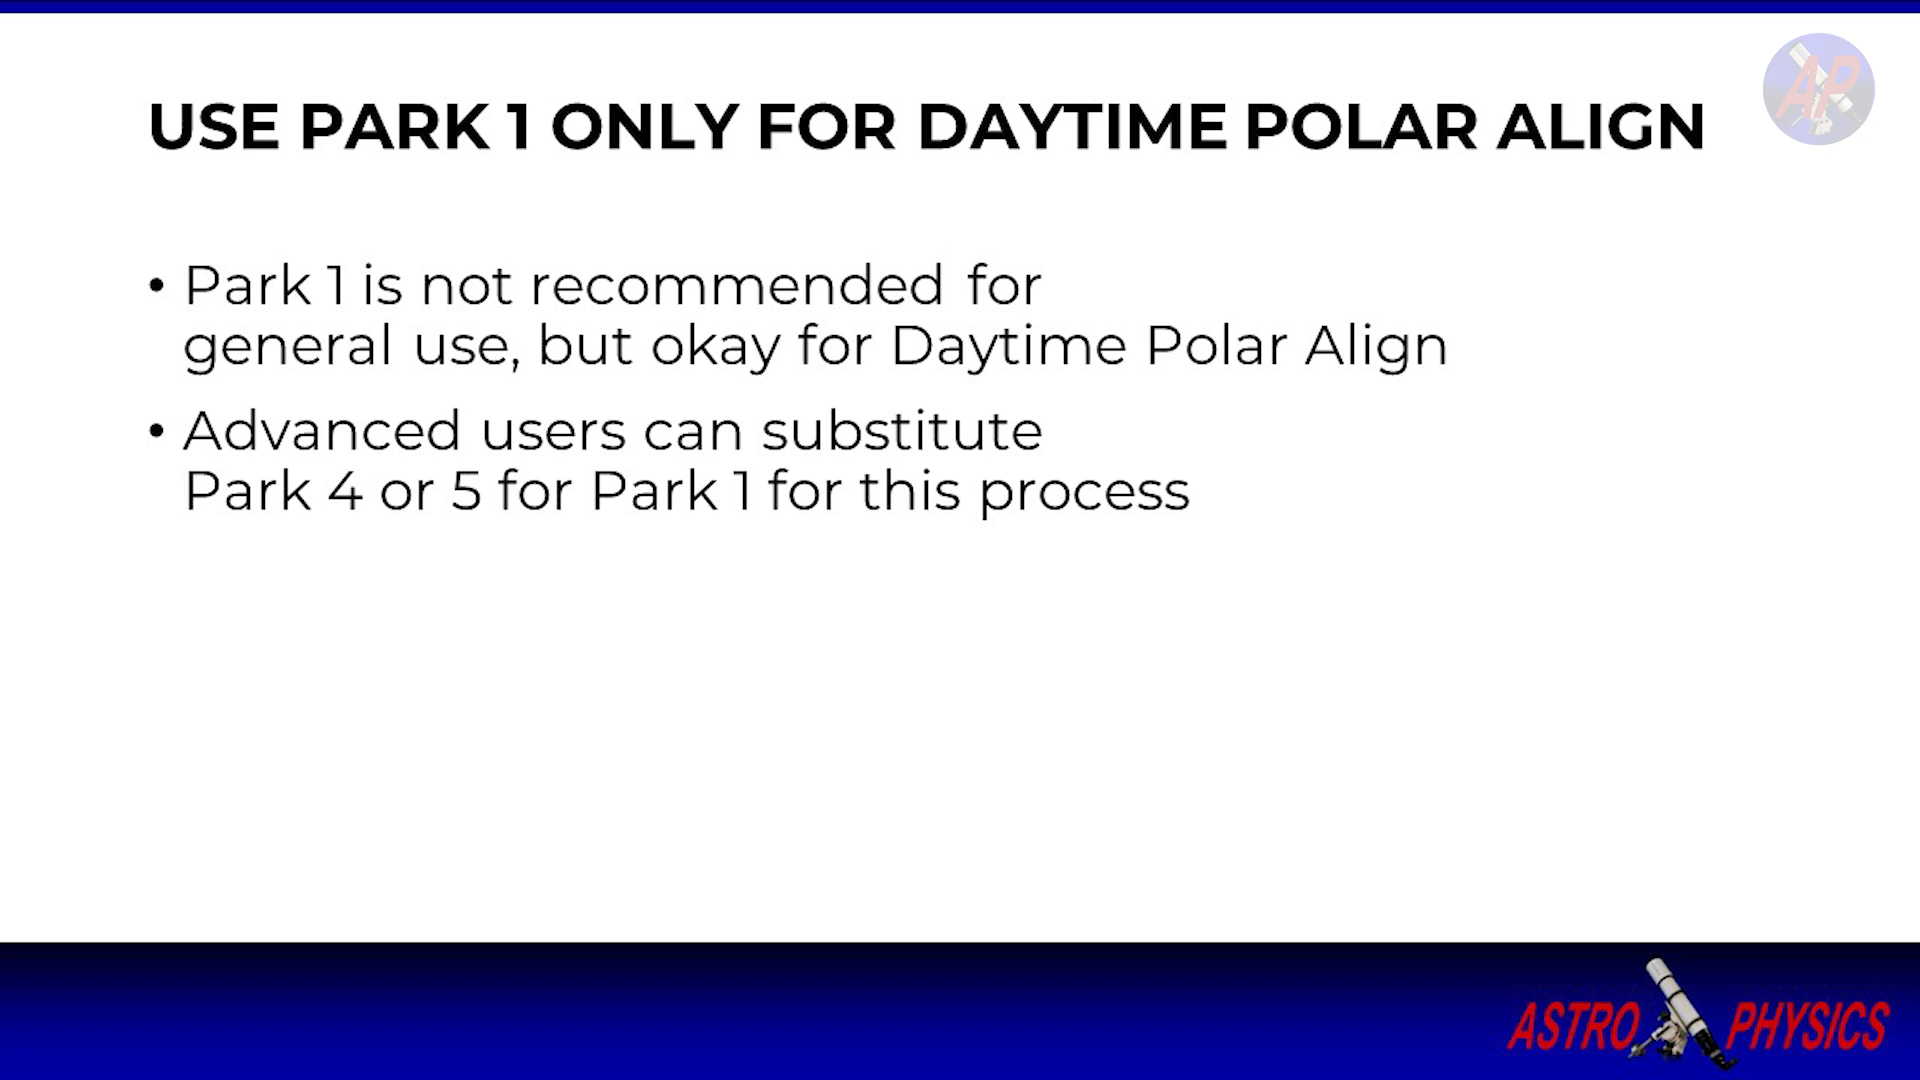 AP
USE PARK 1 ONLY FOR DAYTIME POLAR ALIGN
• Park 1 is not recommended for
general use, but okay for Daytime Polar Align
• Advanced users can substitute
Park 4 or 5 for Park 1 for this process
ASTRO PHYSICS